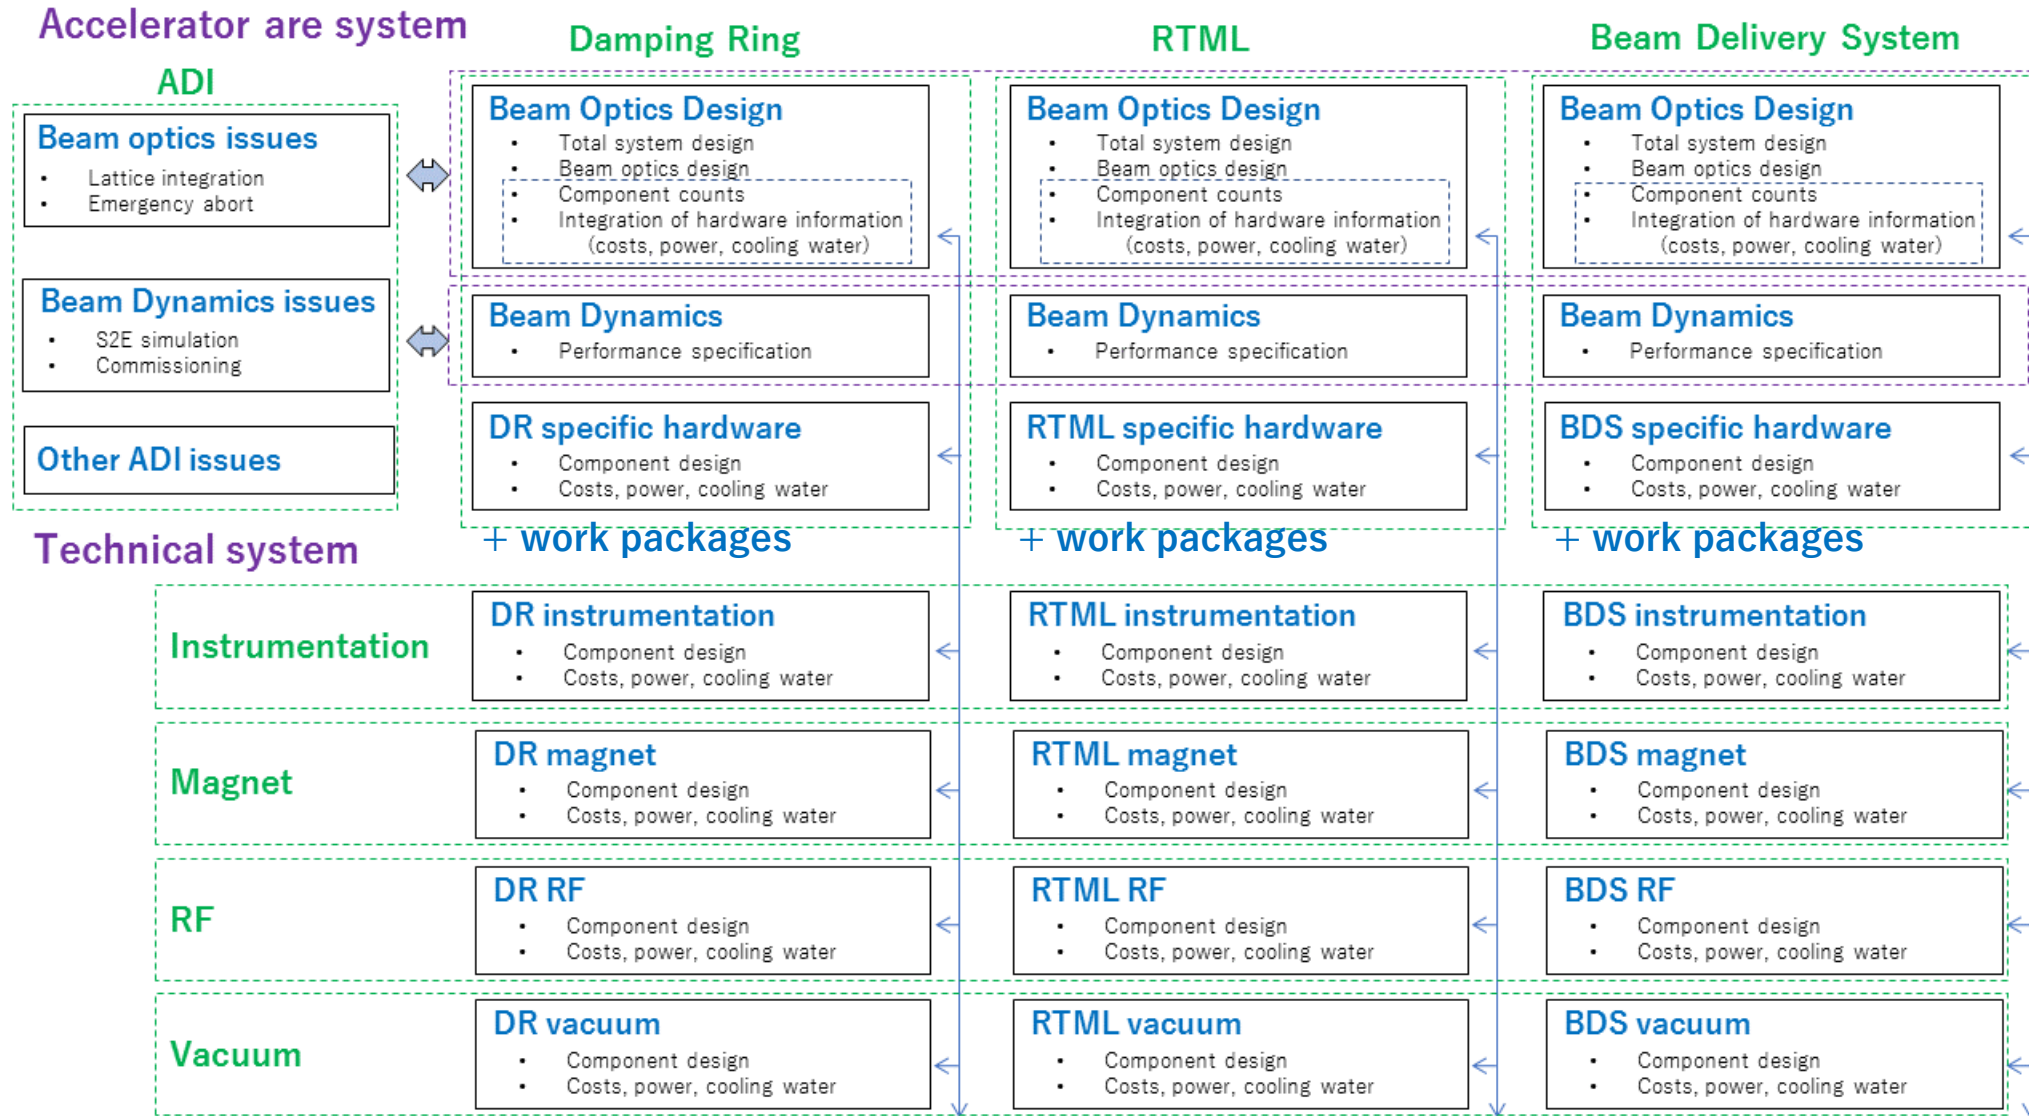 Accelerator are system
ADI
Beam optics issues
• Lattice integration
• Emergency abort
Beam Dynamics issues
• S2E simulation
• Commissioning
Other ADI issues
Damping Ring
Beam Optics Design
• Total system design
• Beam optics design
• Component counts
• Integration of hardware information
(costs, power, cooling water)
Beam Dynamics
• Performance specification
DR specific hardware
• Component design
• Costs, power, cooling water
+ work packages
RTML
Beam Optics Design
• Total system design
• Beam optics design
• Component counts
• Integration of hardware information
(costs, power, cooling water)
Beam Dynamics
• Performance specification
RTML specific hardware
• Component design
• Costs, power, cooling water
+ work packages
Beam Delivery System
Beam Optics Design
• Total system design
• Beam optics design
• Component counts
• Integration of hardware information
(costs, power, cooling water)
Beam Dynamics
• Performance specification
BDS specific hardware
• Component design
• Costs, power, cooling water
+ work packages
Technical system
Instrumentation
DR instrumentation
• Component design
• Costs, power, cooling water
RTML instrumentation
• Component design
• Costs, power, cooling water
BDS instrumentation
• Component design
• Costs, power, cooling water
Magnet
DR magnet
• Component design
• Costs, power, cooling water
RTML magnet
• Component design
• Costs, power, cooling water
BDS magnet
• Component design
• Costs, power, cooling water
RF
DR RF
• Component design
• Costs, power, cooling water
RTML RF
• Component design
• Costs, power, cooling water
BDS RF
• Component design
• Costs, power, cooling water
Vacuum
DR vacuum
• Component design
• Costs, power, cooling water
RTML vacuum
• Component design
• Costs, power, cooling water
BDS vacuum
• Component design
• Costs, power, cooling water